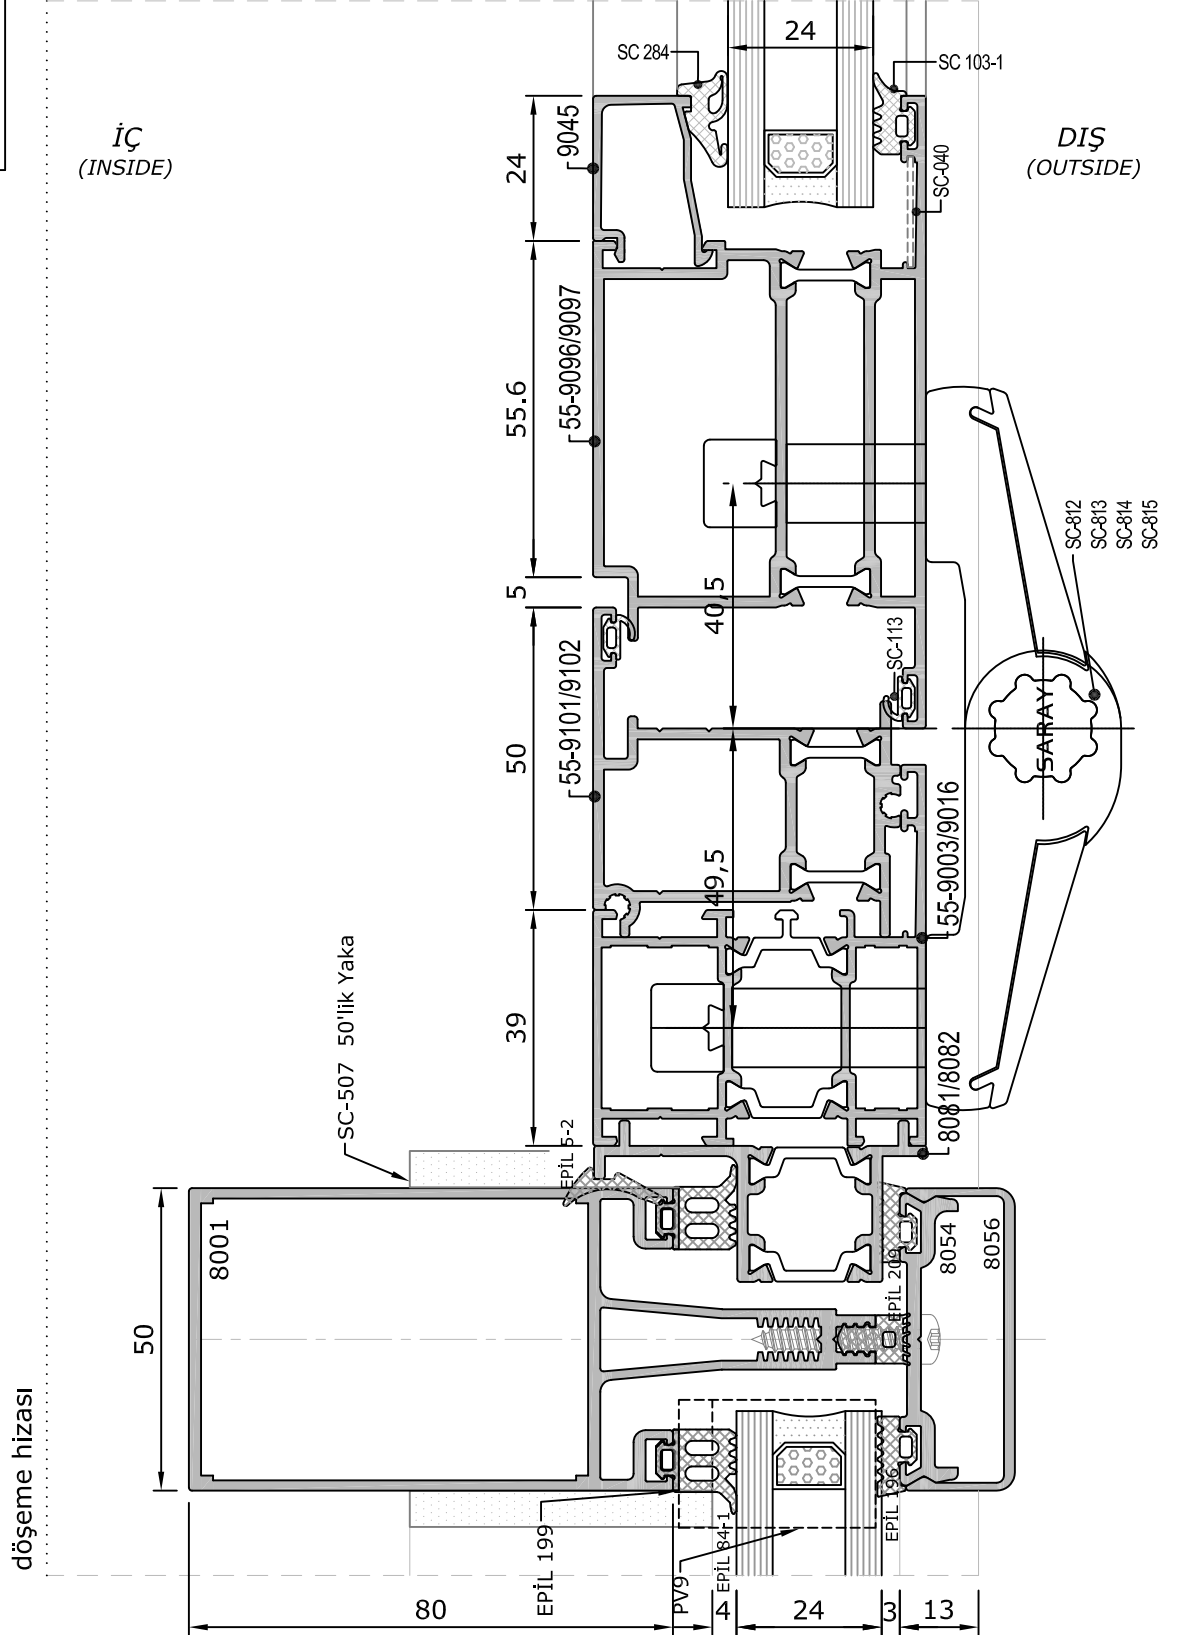 24
SC 284
SC 103-1
İÇ
(INSIDE)
DIŞ
(OUTSIDE)
24
9045
SC-040
55.6
55-9096/9097
SC-812
SC-813
SC-814
SC-815
5
40,5
SC-113
50
55-9101/9102
SARAY
49,5
55-9003/9016
SC-507 50'lik Yaka
39
8081/8082
EPİL 5-2
8001
8054
8056
EPİL 209
50
döşeme hizası
EPİL 199
EPİL 84-1
EPİL 196
PV9
80
4
24
3
13